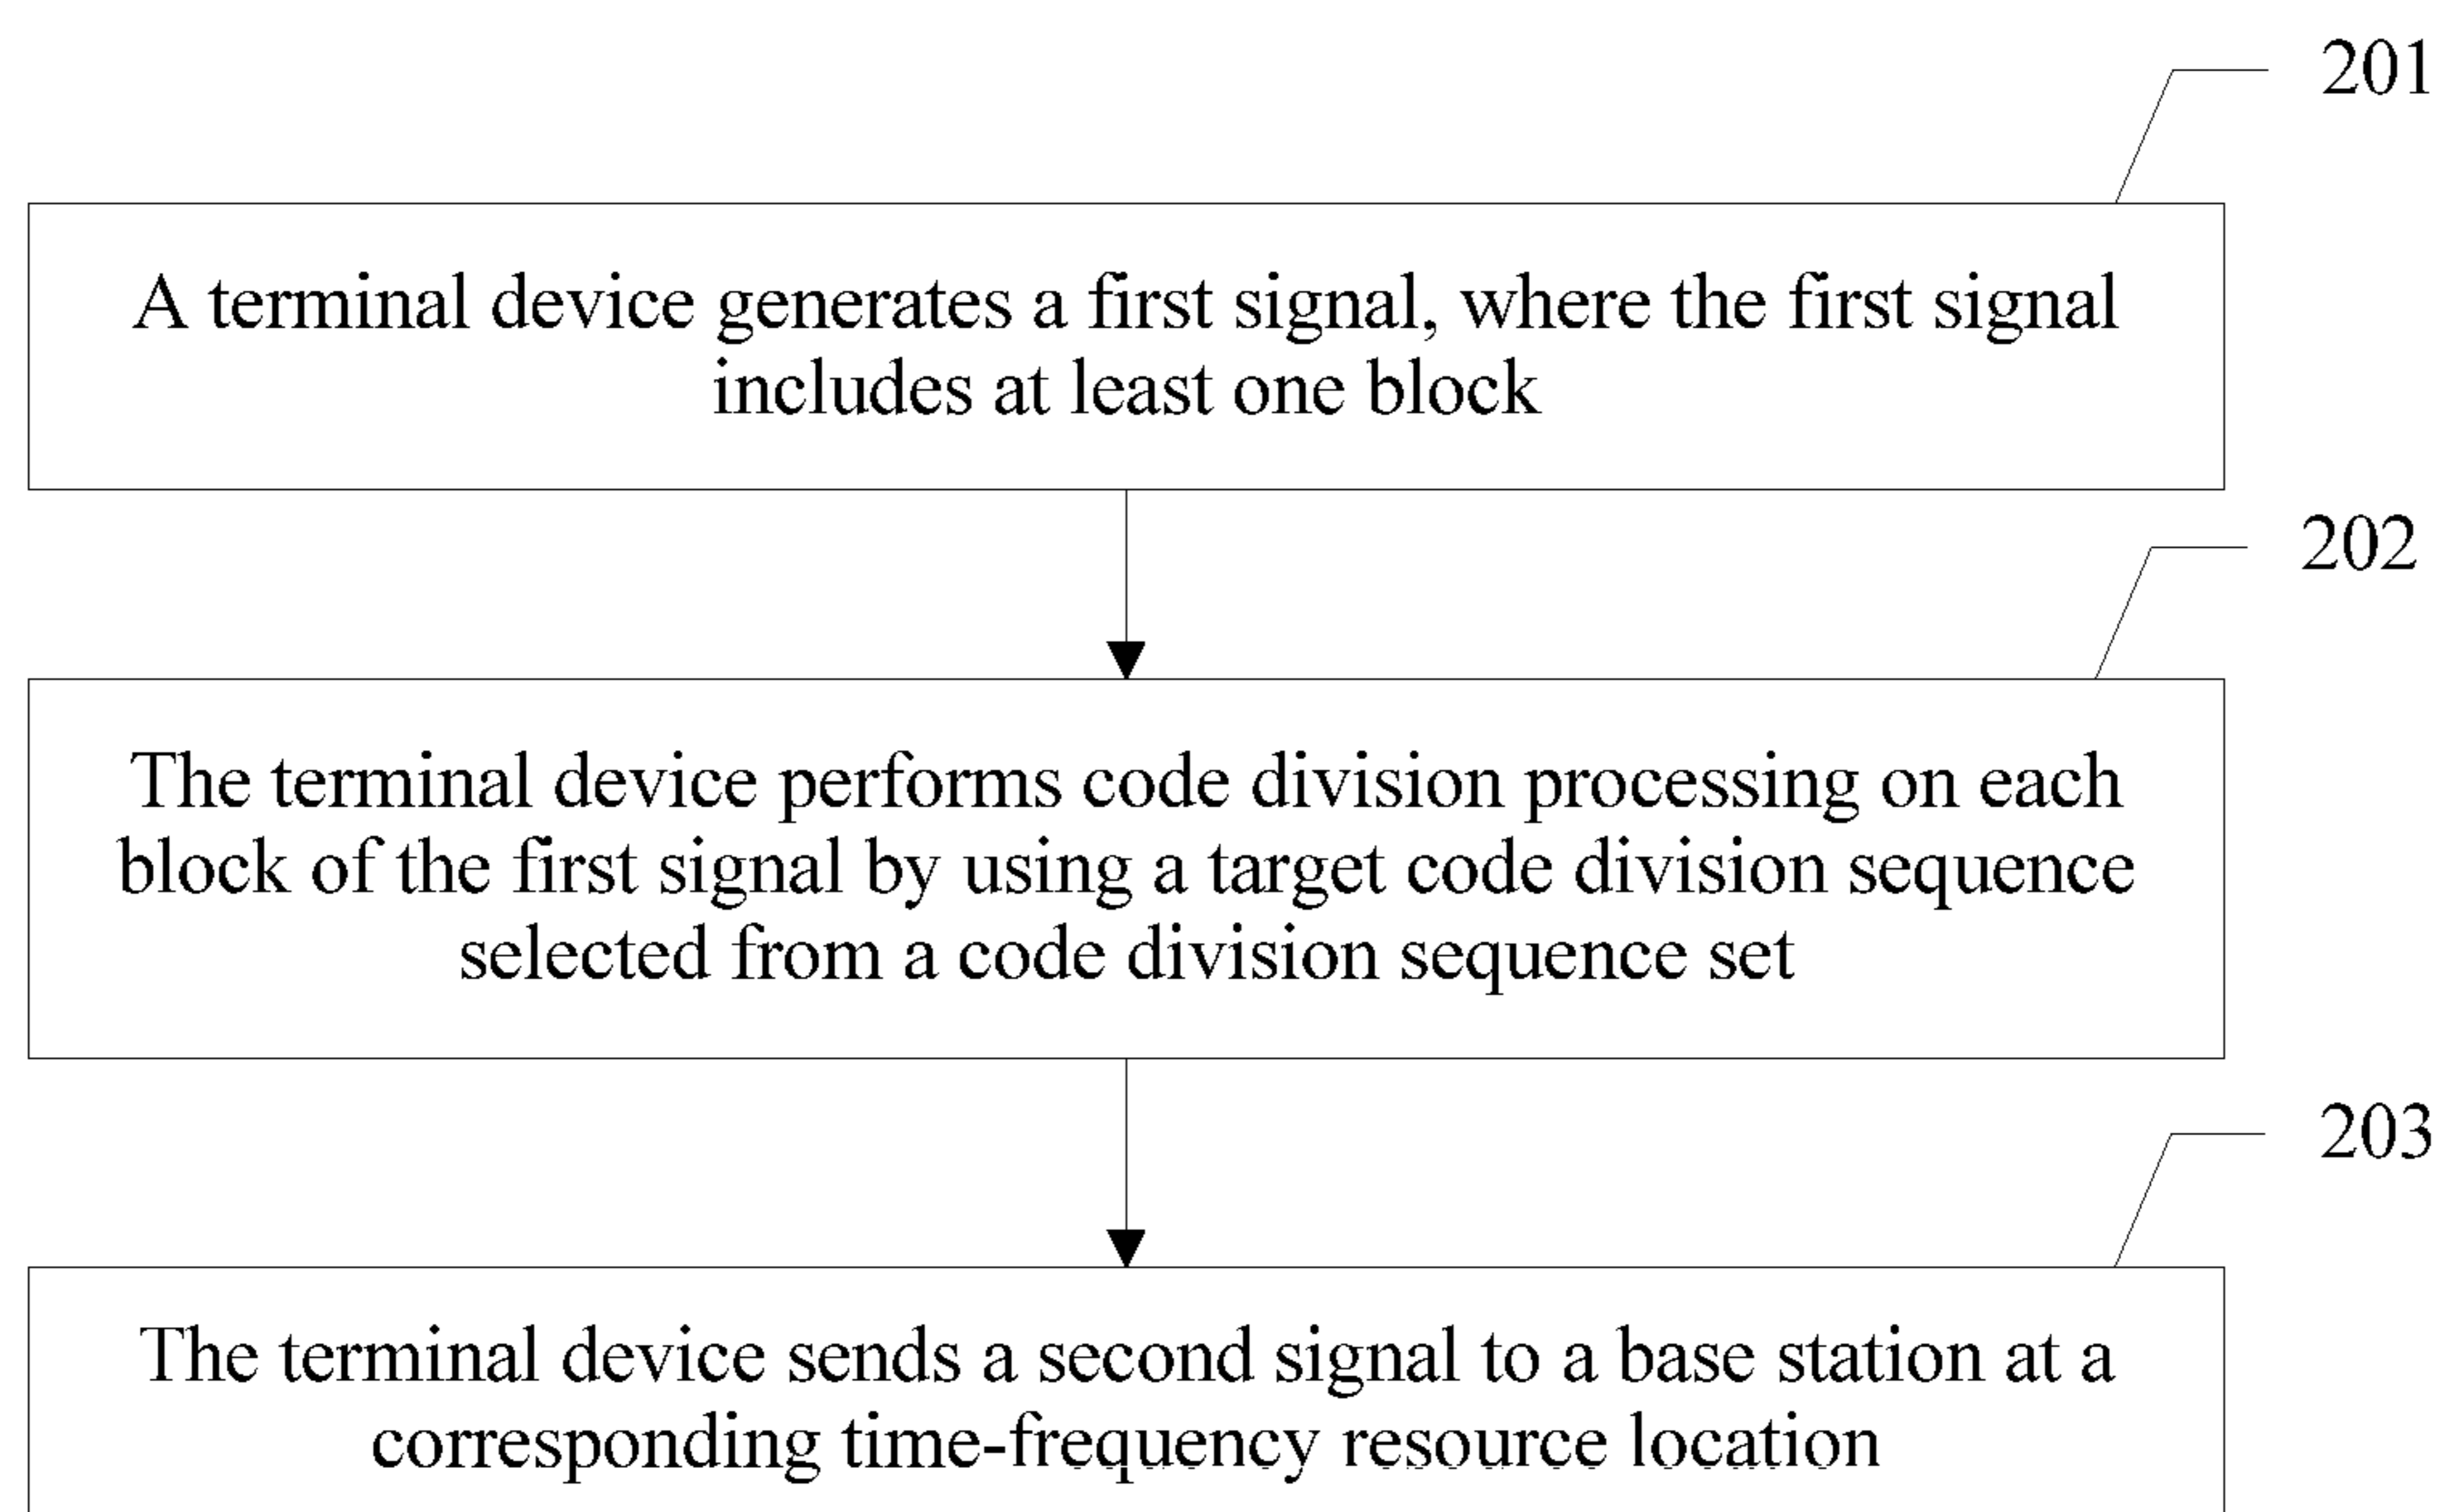 201
A terminal device generates a first signal, where the first signal
includes at least one block
202
The terminal device performs code division processing on each
block of the first signal by using a target code division sequence
selected from a code division sequence set
203
The terminal device sends a second signal to a base station at a
corresponding time-frequency resource location